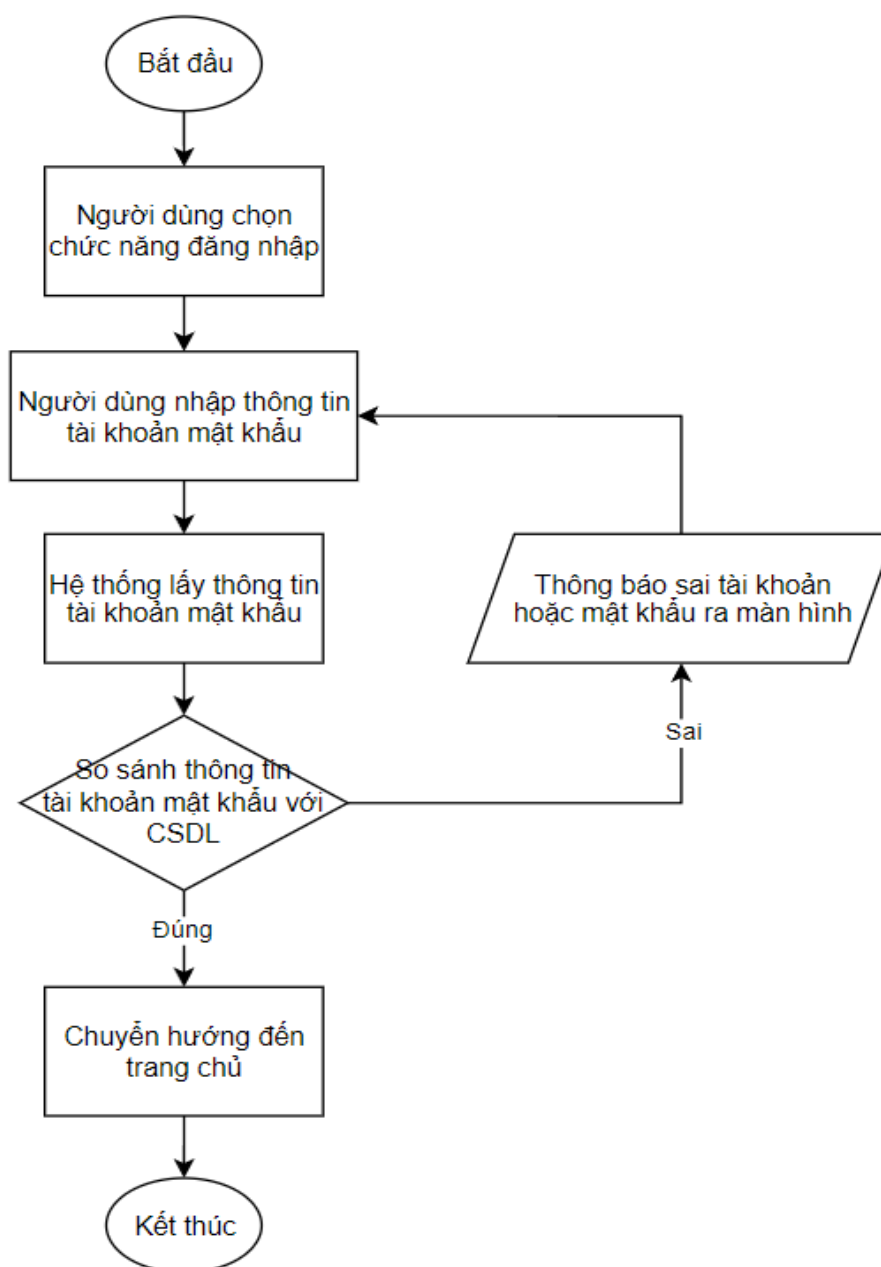 Bắt đầu
Người dùng chọn
chức năng đăng nhập
Người dùng nhập thông tin
tài khoản mật khẩu
Hệ thống lấy thông tin
tài khoản mật khẩu
Thông báo sai tài khoản
hoặc mật khẩu ra màn hình
Sai
So sánh thông tin
tài khoản mật khẩu với
CSDL
Đúng
Chuyển hướng đến
trang chủ
Kết thúc